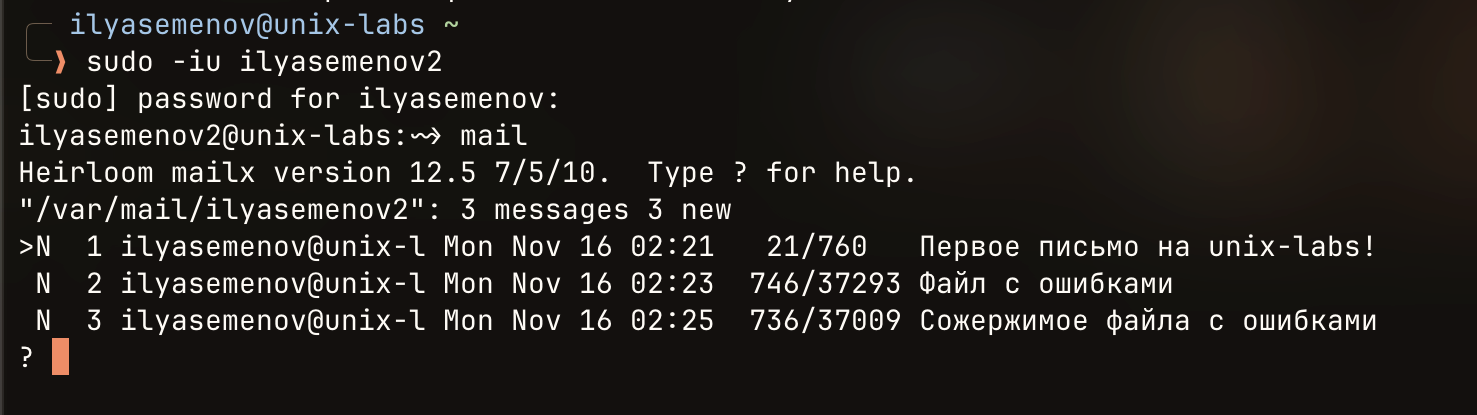 ilyasemenov@unix-labs ~
❯ sudo -iu ilyasemenov2
[sudo] password for ilyasemenov:
ilyasemenov2@unix-labs:~> mail
Heirloom mailx version 12.5 7/5/10.  Type ? for help.
"/var/mail/ilyasemenov2": 3 messages 3 new
>N  1 ilyasemenov@unix-l Mon Nov 16 02:21   21/760   Первое письмо на unix-labs!
 N  2 ilyasemenov@unix-l Mon Nov 16 02:23  746/37293 Файл с ошибками
 N  3 ilyasemenov@unix-l Mon Nov 16 02:25  736/37009 Сожержимое файла с ошибками
?